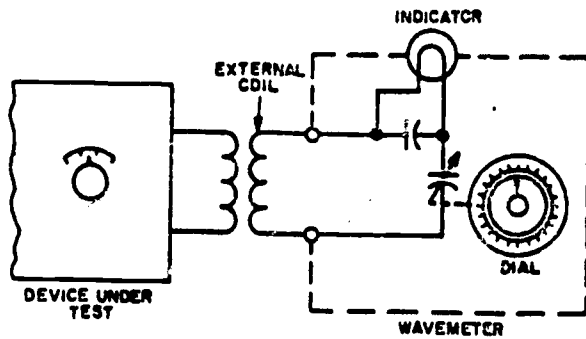 INDICATOR
EXTERNAL
COIL
DIAL
DEVICE UNDER
TEST
WAVEMETER